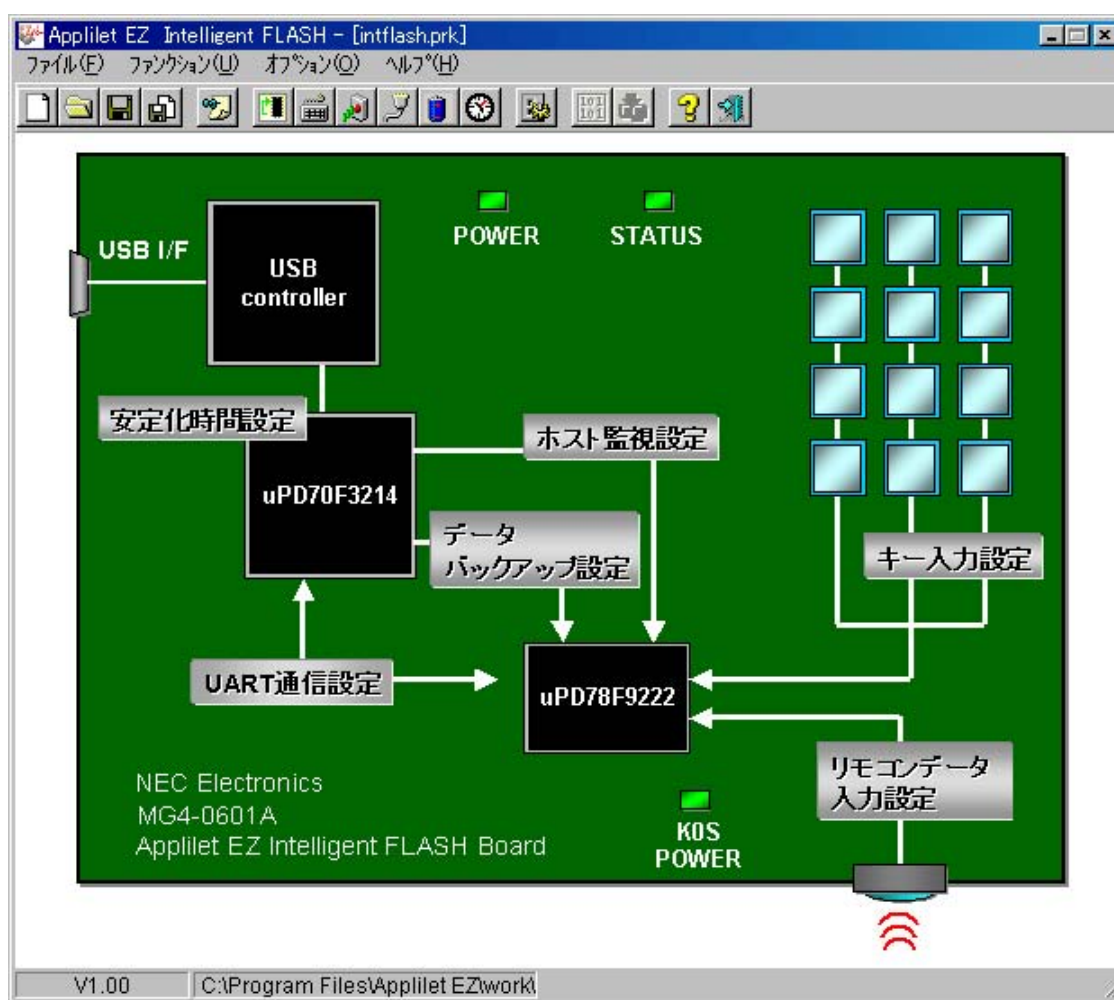 Applilet EZ Intelligent FLASH - [intflash.prk]
ファイル(F) ファンクション(U) オプション(O) ヘルプ(H)
101
101
POWER
STATUS
USB I/F
USB
controller
安定化時間設定
ホスト監視設定
uPD70F3214
データ
バックアップ設定
キー入力設定
UART通信設定
uPD78F9222
リモコンデータ
入力設定
NEC Electronics
MG4-0601A
Applilet EZ Intelligent FLASH Board
K0S
POWER
V1.00 C:\Program Files\Applilet EZ\work\